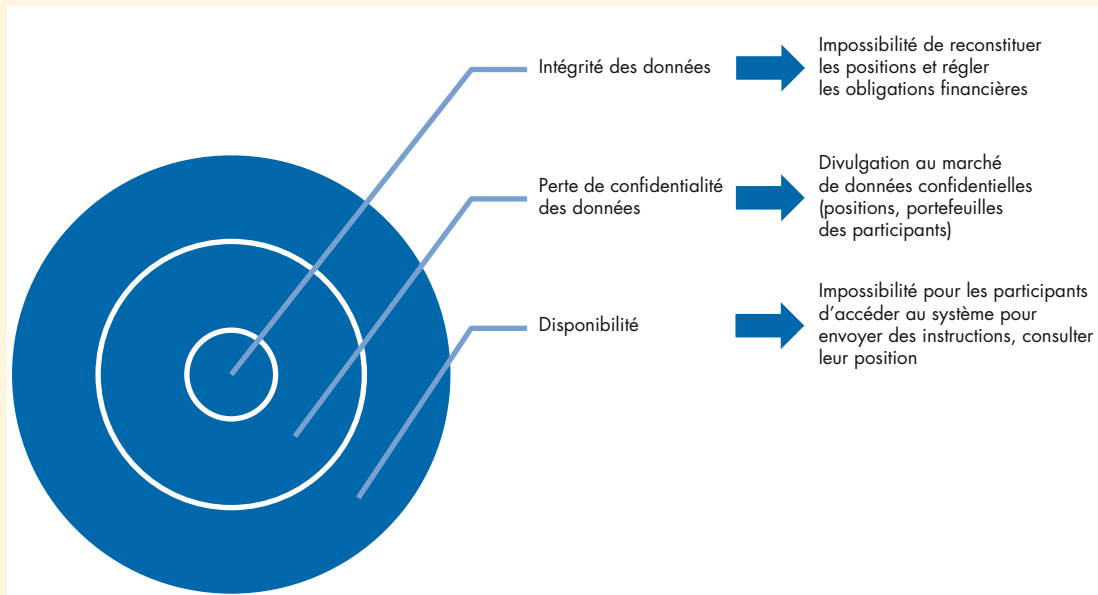 Intégrité des données
Impossibilité de reconstituer
les positions et régler
les obligations financières
Perte de confidentialité
des données
Divulgation au marché
de données confidentielles
(positions, portefeuilles
des participants)
Disponibilité
Impossibilité pour les participants
d’accéder au système pour
envoyer des instructions, consulter
leur position